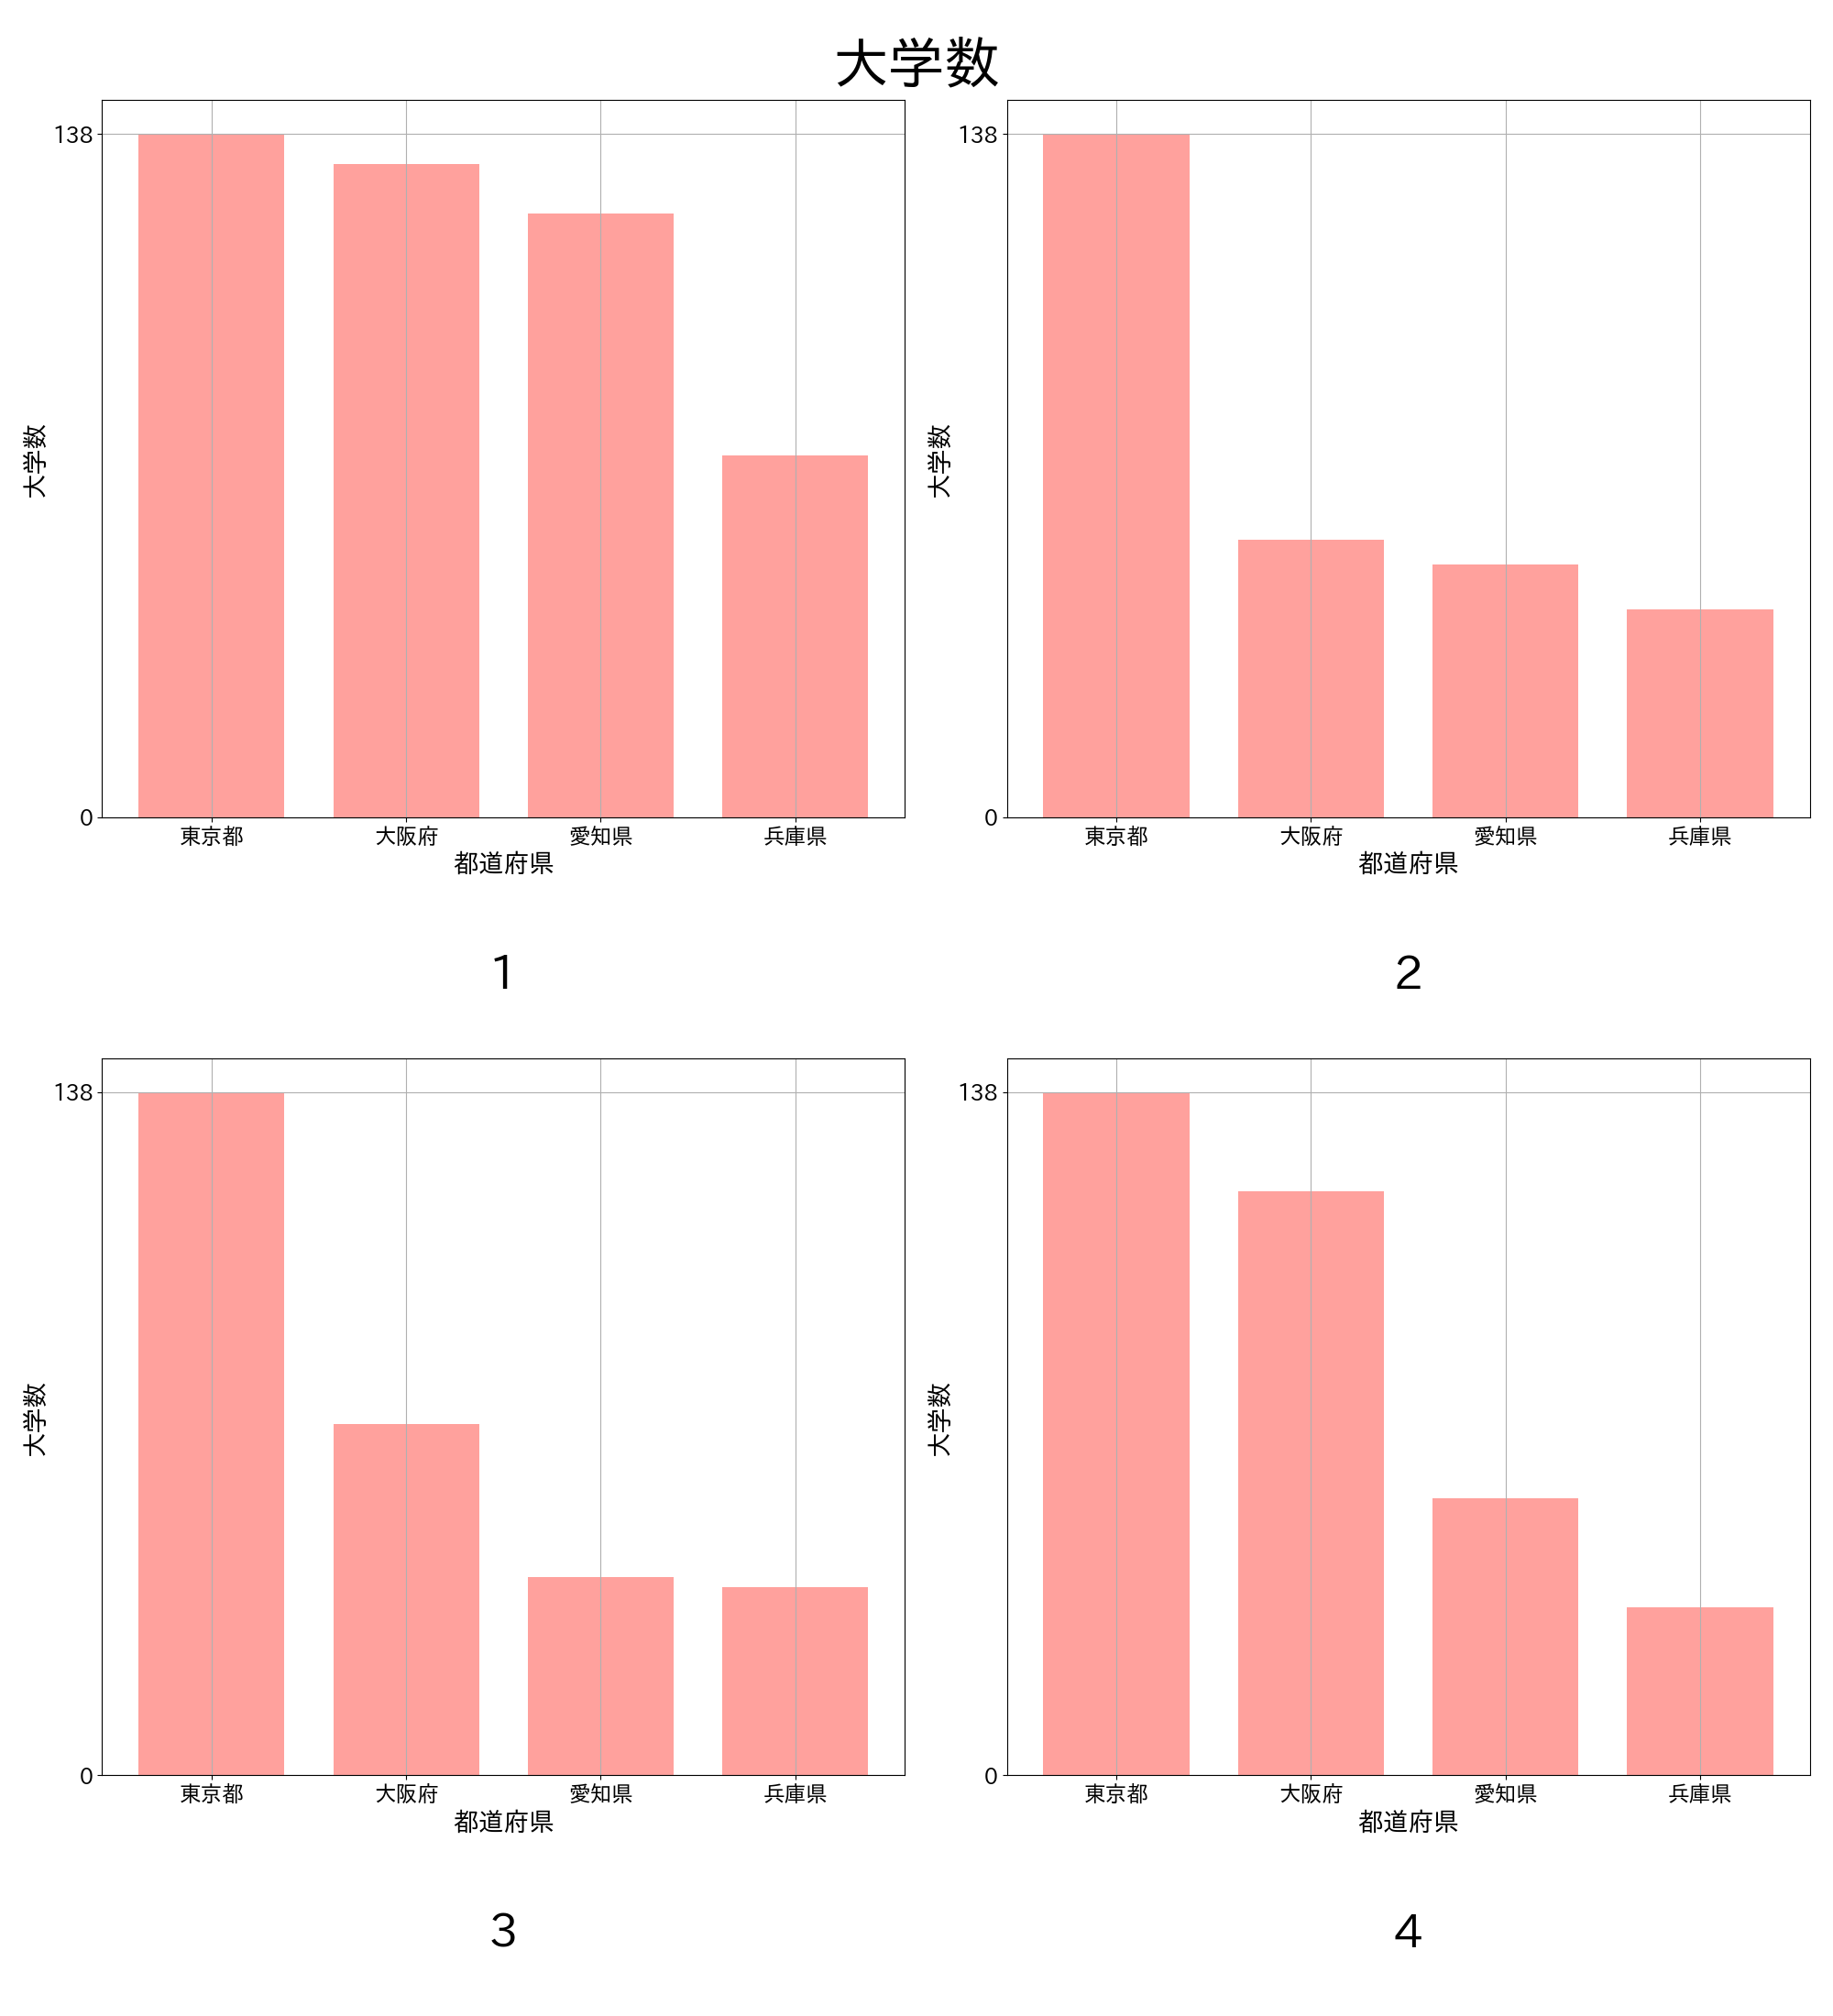 大学数
138
0
大学数
東京都 大阪府 愛知県 兵庫県
都道府県
1
138
0
大学数
東京都 大阪府 愛知県 兵庫県
都道府県
2
138
0
大学数
東京都 大阪府 愛知県 兵庫県
都道府県
3
138
0
大学数
東京都 大阪府 愛知県 兵庫県
都道府県
4